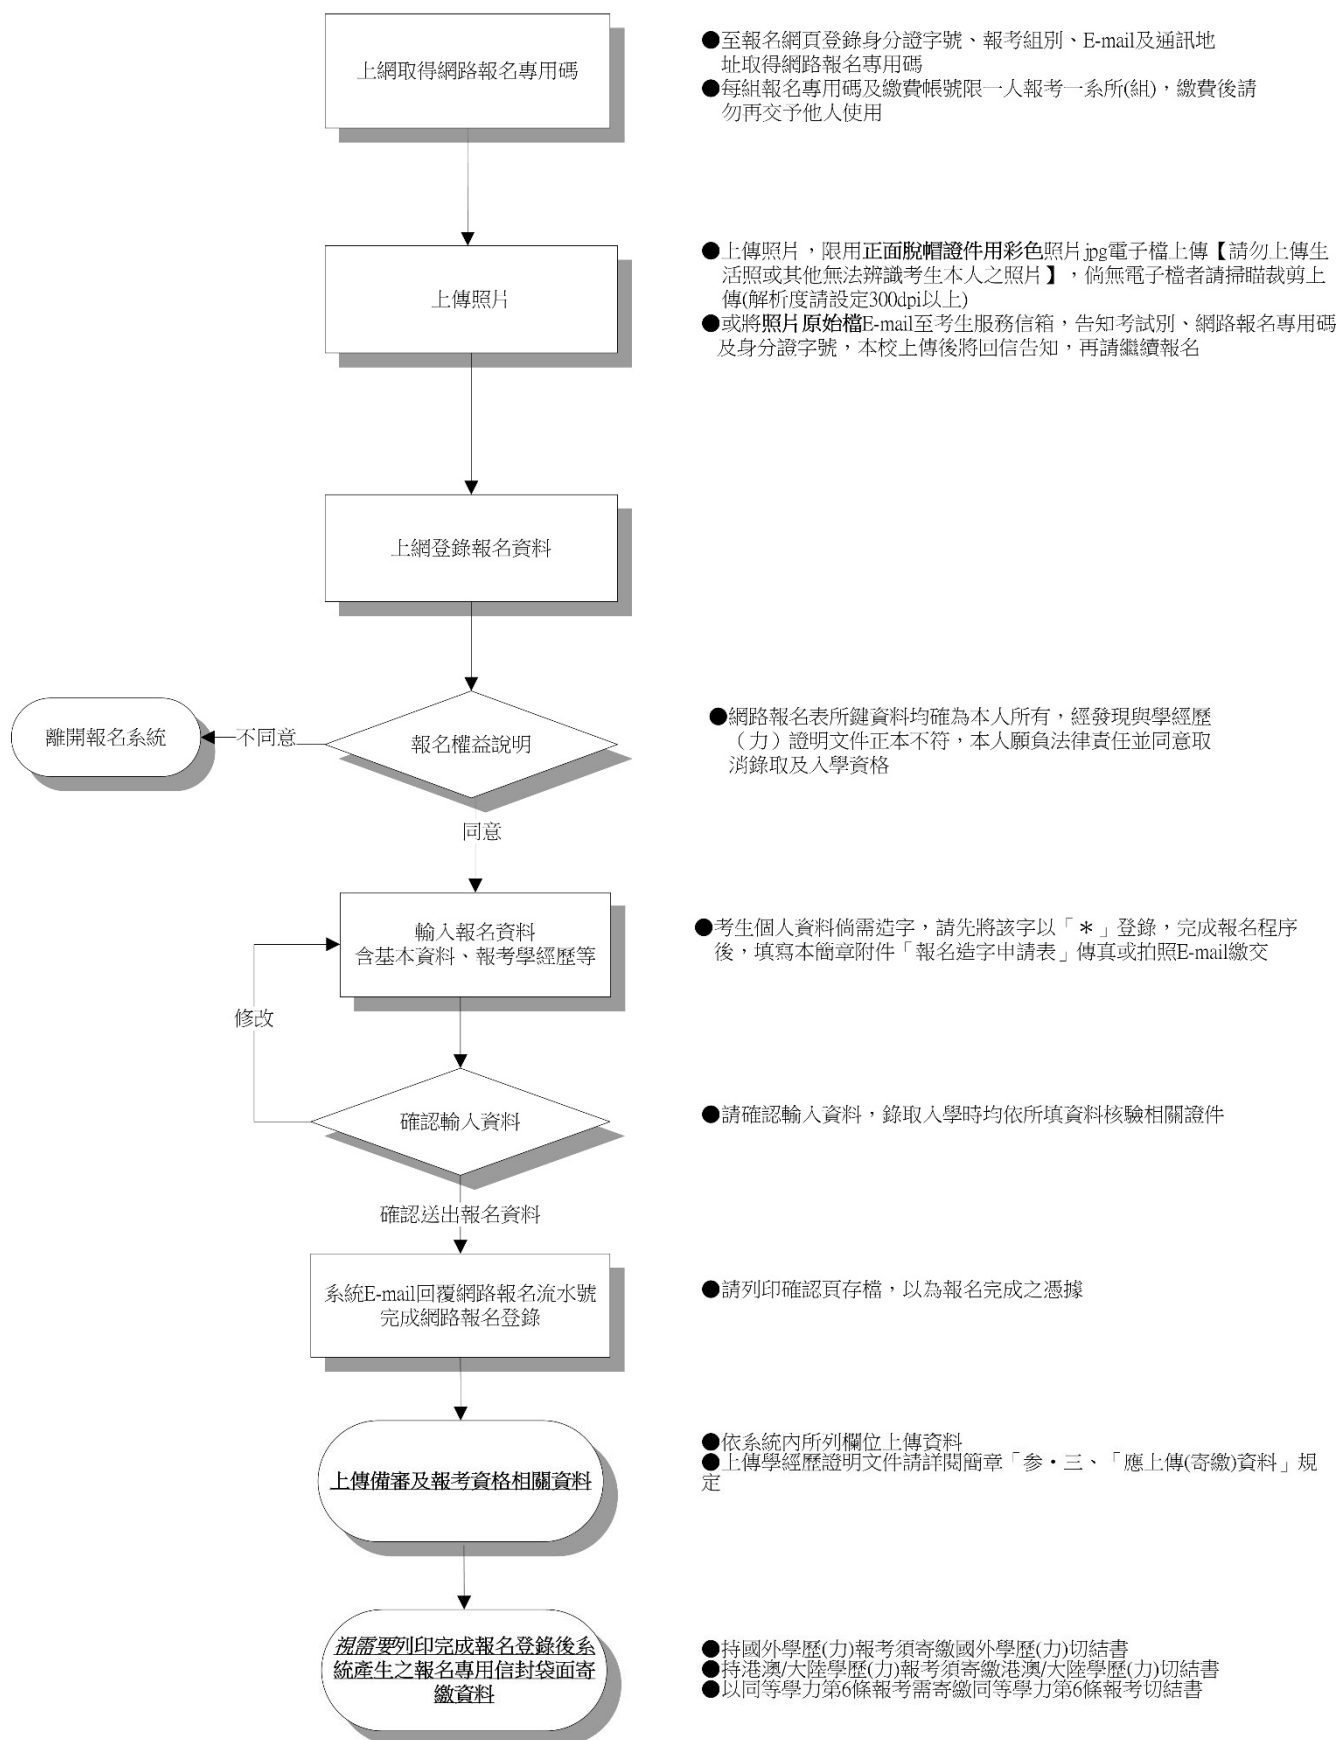 上網取得網路報名專用碼
●至報名網頁登錄身分證字號、報考組別、E-mail及通訊地
址取得網路報名專用碼
●每組報名專用碼及繳費帳號限一人報考一系所(組)，繳費後請
勿再交予他人使用
上傳照片
●上傳照片，限用正面脫帽證件用彩色照片jpg電子檔上傳【請勿上傳生
活照或其他無法辨識考生本人之照片】，倘無電子檔者請掃瞄裁剪上
傳(解析度請設定300dpi以上)
●或將照片原始檔E-mail至考生服務信箱，告知考試別、網路報名專用碼
及身分證字號，本校上傳後將回信告知，再請繼續報名
上網登錄報名資料
離開報名系統
不同意
報名權益說明
●網路報名表所鍵資料均確為本人所有，經發現與學經歷
（力）證明文件正本不符，本人願負法律責任並同意取
消錄取及入學資格
同意
輸入報名資料
含基本資料、報考學經歷等
●考生個人資料倘需造字，請先將該字以「＊」登錄，完成報名程序
後，填寫本簡章附件「報名造字申請表」傳真或拍照E-mail繳交
修改
確認輸入資料
●請確認輸入資料，錄取入學時均依所填資料核驗相關證件
確認送出報名資料
系統E-mail回覆網路報名流水號
完成網路報名登錄
●請列印確認頁存檔，以為報名完成之憑據
上傳備審及報考資格相關資料
●依系統內所列欄位上傳資料
●上傳學經歷證明文件請詳閱簡章「參・三、「應上傳(寄繳)資料」規
定
視需要列印完成報名登錄後系
統產生之報名專用信封袋面寄
繳資料
●持國外學歷(力)報考須寄繳國外學歷(力)切結書
●持港澳/大陸學歷(力)報考須寄繳港澳/大陸學歷(力)切結書
●以同等學力第6條報考需寄繳同等學力第6條報考切結書